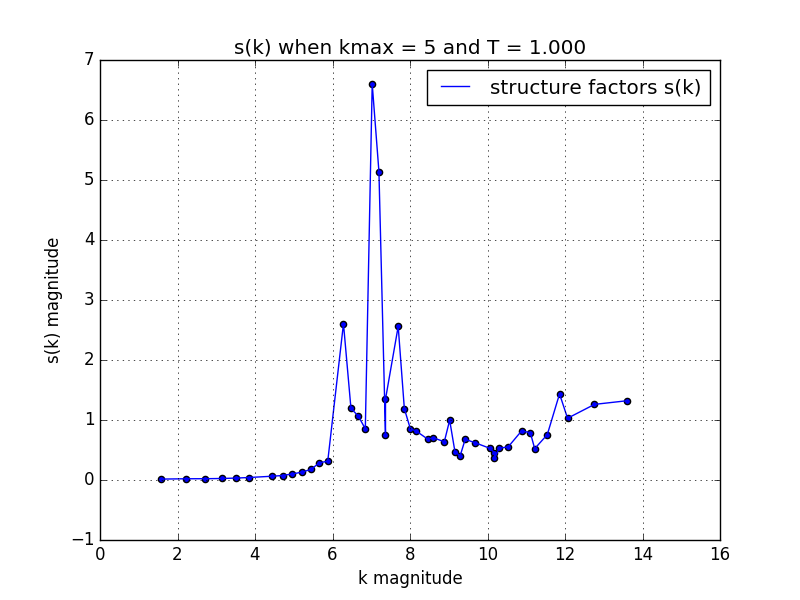 s(k) when kmax = 5 and T = 1.000
structure factors s(k)
s(k) magnitude
7
6
5
4
3
2
1
0
−1
0 2 4 6 8 10 12 14 16
k magnitude